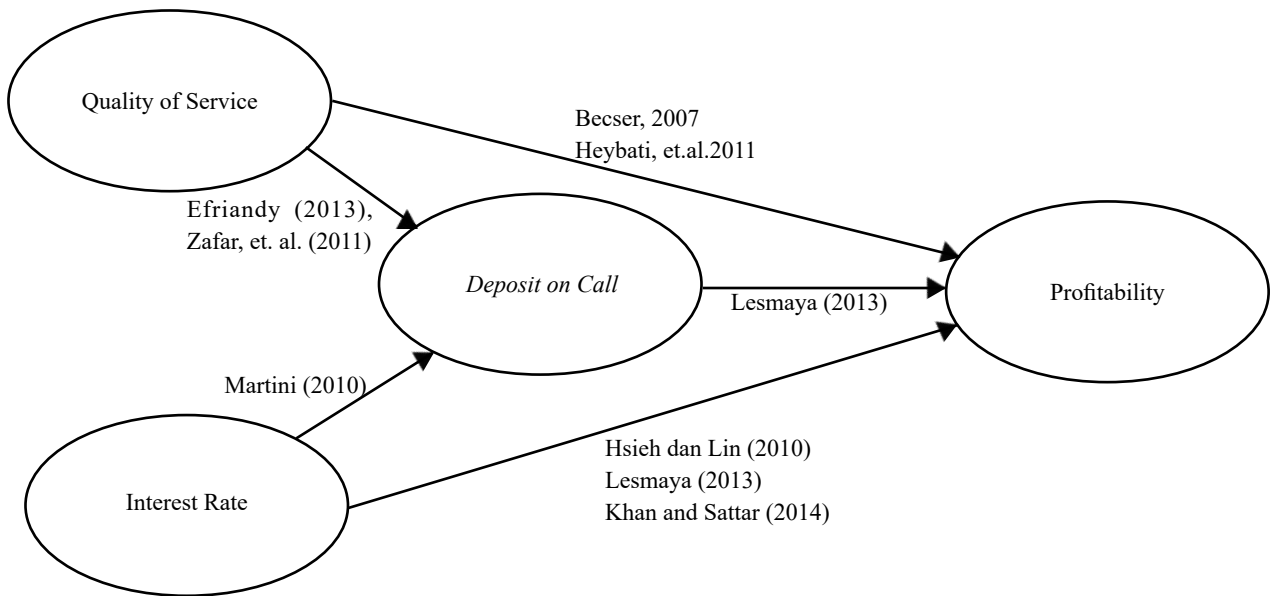 Quality of Service
Becser, 2007
Heybati, et.al.2011
Efriandy (2013),
Zafar, et. al. (2011)
Deposit on Call
Lesmaya (2013)
Profitability
Martini (2010)
Interest Rate
Hsieh dan Lin (2010)
Lesmaya (2013)
Khan and Sattar (2014)